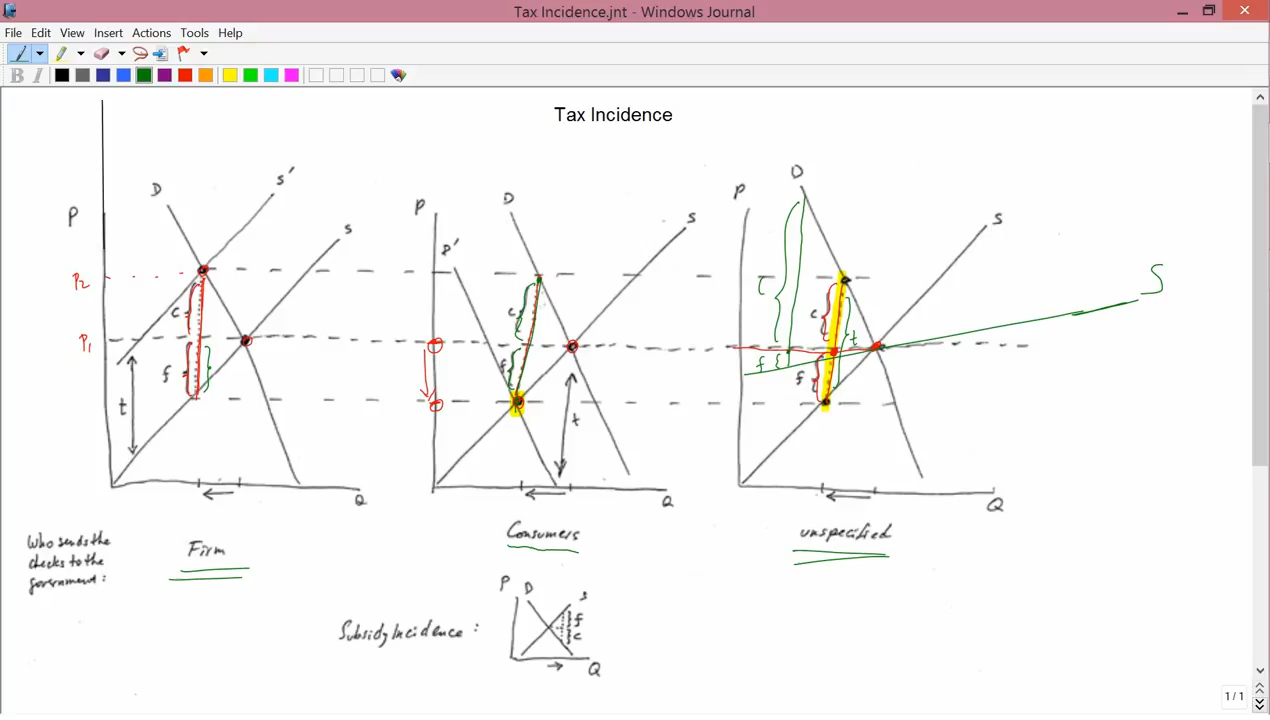 Tax Incidence.jnt - Windows Journal
File Edit View Insert Actions Tools Help
B I
Tax Incidence
P
D
S'
S
P2
P1
c
f
t
Q
P
D
D'
S
c
f
t
Q
P
D
S
S
c
t
f
c
f
Q
Who sends the
checks to the
government:
Firm
Consumers
unspecified
Subsidy Incidence :
P D S
f
c
Q
1 / 1